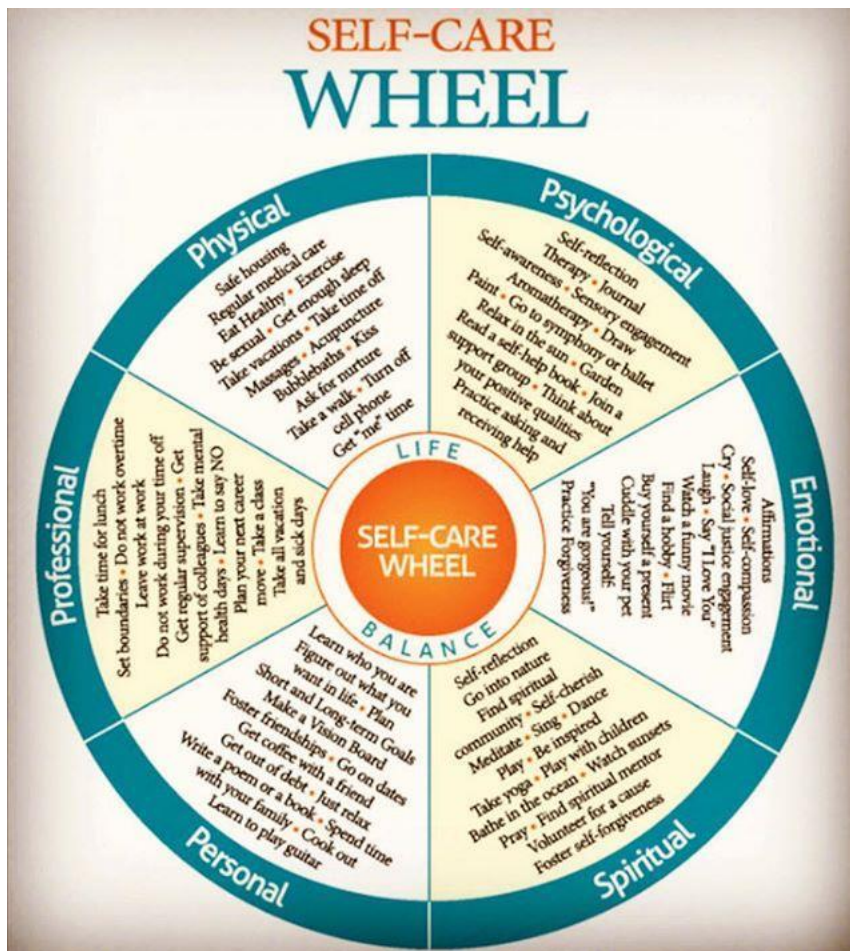 SELF-CARE
WHEEL
Physical
Safe housing
Regular medical care
Eat Healthy • Exercise
Be sexual • Get enough sleep
Take vacations • Take time off
Massages • Acupuncture
Bubblebaths • Kiss
Ask for nurture
Take a walk • Turn off
cell phone
Get "me" time
Psychological
Self-reflection
Therapy • Journal
Self-awareness • Sensory engagement
Aromatherapy • Draw
Paint • Go to symphony or ballet
Relax in the sun • Garden
Read a self-help book • Join a
support group • Think about
your positive qualities
Practice asking and
receiving help
Emotional
Affirmations
Self-love • Self-compassion
Cry • Social justice engagement
Laugh • Say "I Love You"
Watch a funny movie
Find a hobby • Flirt
Buy yourself a present
Cuddle with your pet
Tell yourself:
"You are gorgeous!"
Practice Forgiveness
Spiritual
Self-reflection
Go into nature
Find spiritual
community • Self-cherish
Meditate • Sing • Dance
Play • Be inspired
Take yoga • Play with children
Bathe in the ocean • Watch sunsets
Pray • Find spiritual mentor
Volunteer for a cause
Foster self-forgiveness
Personal
Learn who you are
Figure out what you
want in life • Plan
Short and Long-term Goals
Make a Vision Board
Foster friendships • Go on dates
Get coffee with a friend
Get out of debt • Just relax
Write a poem or a book • Spend time
with your family • Cook out
Learn to play guitar
Professional
Take time for lunch
Set boundaries • Do not work overtime
Leave work at work
Do not work during your time off
Get regular supervision • Get
support of colleagues • Take mental
health days • Learn to say NO
Plan your next career
move • Take a class
Take all vacation
and sick days
LIFE
SELF-CARE
WHEEL
BALANCE